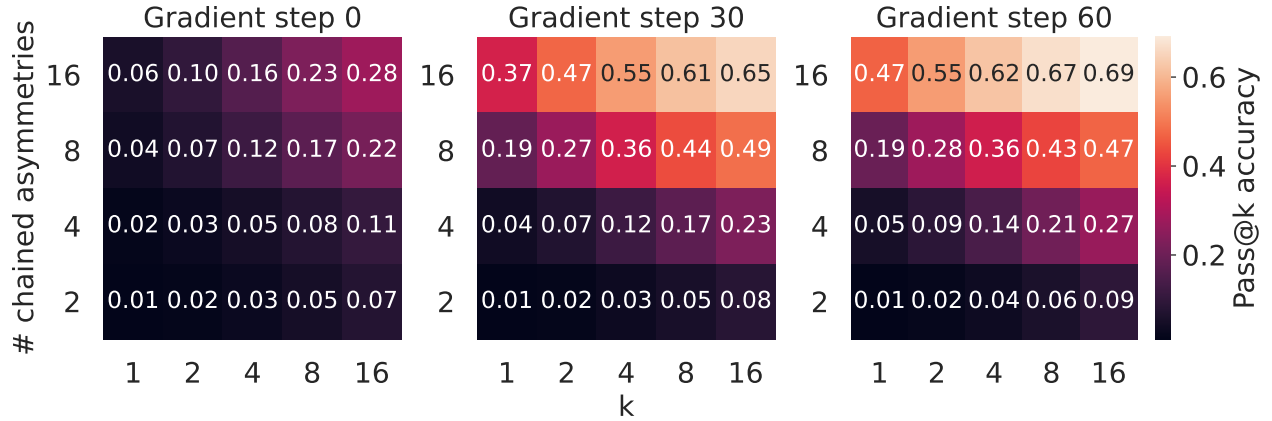 Gradient step 0
Gradient step 30
Gradient step 60
# chained asymmetries
16
0.06 0.10 0.16 0.23 0.28
8
0.04 0.07 0.12 0.17 0.22
4
0.02 0.03 0.05 0.08 0.11
2
0.01 0.02 0.03 0.05 0.07
1 2 4 8 16
16
0.37 0.47 0.55 0.61 0.65
8
0.19 0.27 0.36 0.44 0.49
4
0.04 0.07 0.12 0.17 0.23
2
0.01 0.02 0.03 0.05 0.08
1 2 4 8 16
k
16
0.47 0.55 0.62 0.67 0.69
8
0.19 0.28 0.36 0.43 0.47
4
0.05 0.09 0.14 0.21 0.27
2
0.01 0.02 0.04 0.06 0.09
1 2 4 8 16
0.6
0.4
0.2
Pass@k accuracy